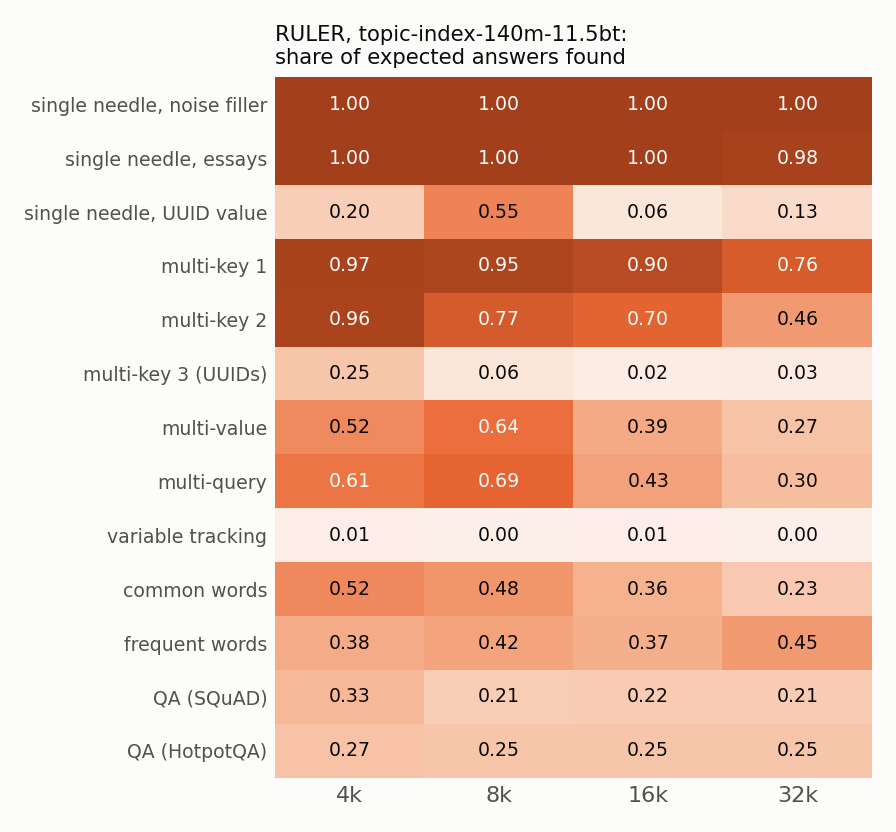 RULER, topic-index-140m-11.5bt:
share of expected answers found
single needle, noise filler 1.00 1.00 1.00 1.00
single needle, essays 1.00 1.00 1.00 0.98
single needle, UUID value 0.20 0.55 0.06 0.13
multi-key 1 0.97 0.95 0.90 0.76
multi-key 2 0.96 0.77 0.70 0.46
multi-key 3 (UUIDs) 0.25 0.06 0.02 0.03
multi-value 0.52 0.64 0.39 0.27
multi-query 0.61 0.69 0.43 0.30
variable tracking 0.01 0.00 0.01 0.00
common words 0.52 0.48 0.36 0.23
frequent words 0.38 0.42 0.37 0.45
QA (SQuAD) 0.33 0.21 0.22 0.21
QA (HotpotQA) 0.27 0.25 0.25 0.25
4k 8k 16k 32k